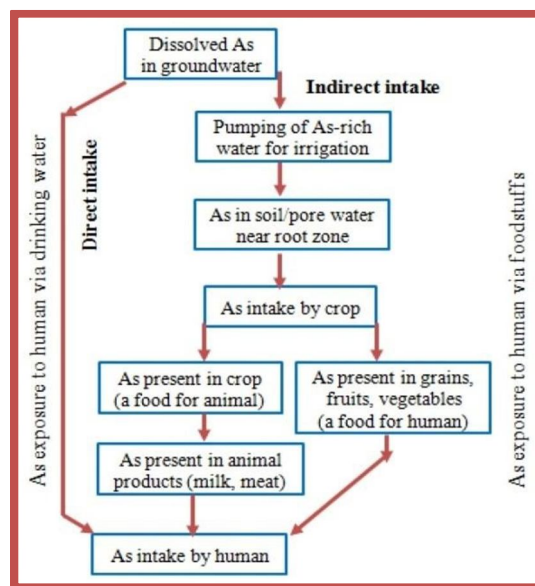 Dissolved As
in groundwater
Indirect intake
Pumping of As-rich
water for irrigation
As in soil/pore water
near root zone
As intake by crop
As present in crop
(a food for animal)
As present in grains,
fruits, vegetables
(a food for human)
As present in animal
products (milk, meat)
As intake by human
As exposure to human via drinking water
Direct intake
As exposure to human via foodstuffs